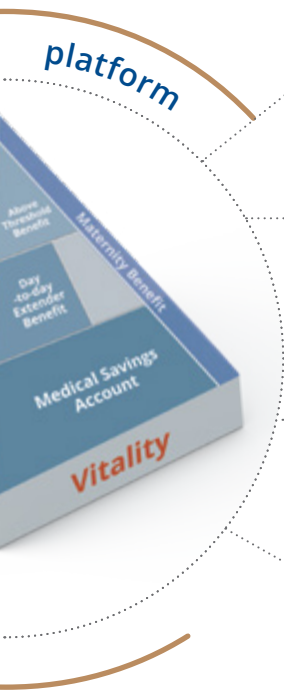 platform
Above
Threshold
Benefit
Maternity Benefit
Day
-to-day
Extender
Benefit
Medical Savings
Account
Vitality